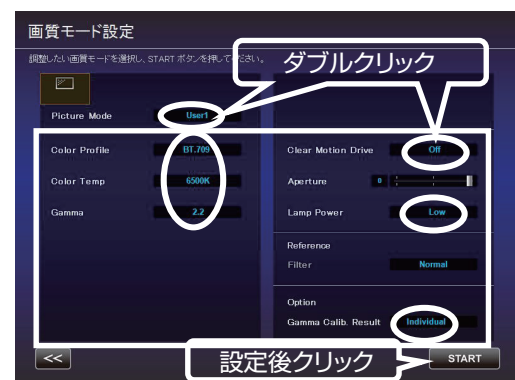 画質モード設定
調整したい画質モードを選択し、START ボタンを押してください。
ダブルクリック
Picture Mode User1
Color Profile BT.709
Color Temp 6500K
Gamma 2.2
Clear Motion Drive Off
Aperture 0
Lamp Power Low
Reference
Filter Normal
Option
Gamma Calib. Result Individual
<<
設定後クリック
START